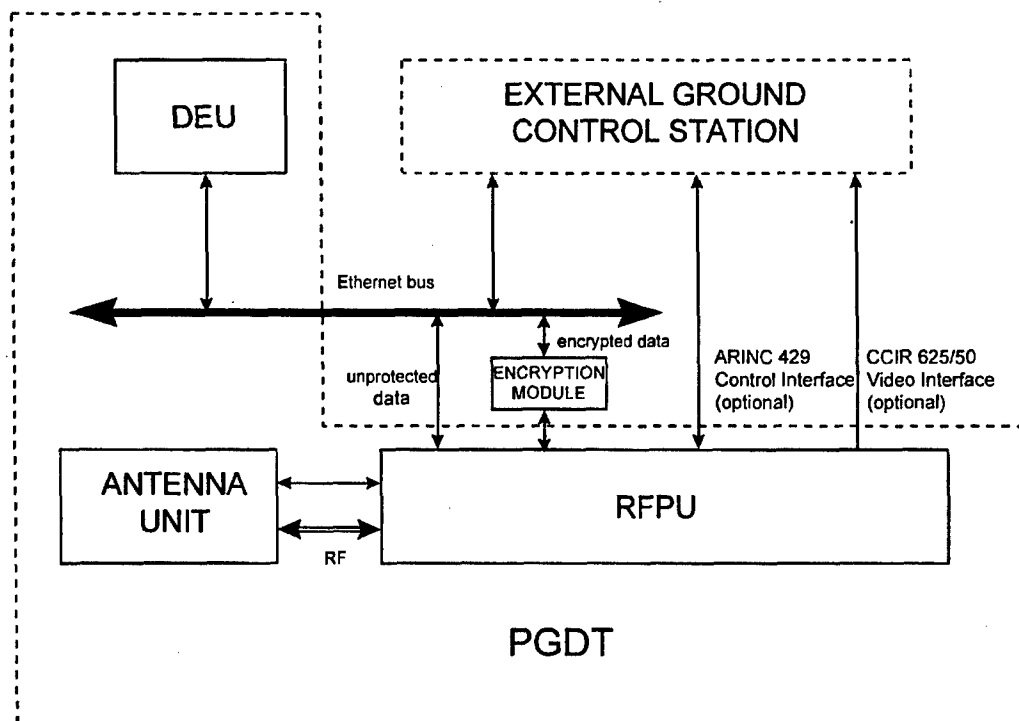 DEU
EXTERNAL GROUND
CONTROL STATION
Ethernet bus
encrypted data
unprotected
data
ENCRYPTION
MODULE
ARINC 429
Control Interface
(optional)
CCIR 625/50
Video Interface
(optional)
ANTENNA
UNIT
RF
RFPU
PGDT